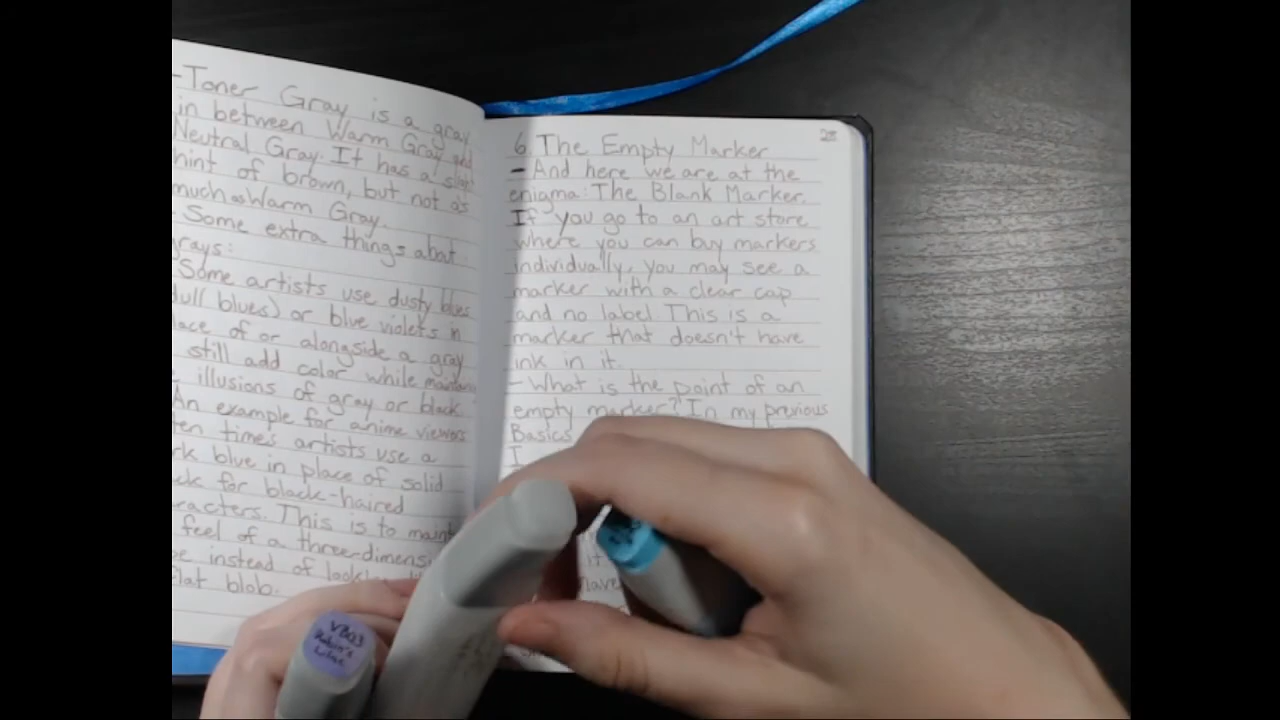 -Toner Gray is a gray
in between Warm Gray and
Neutral Gray. It has a slight
hint of brown, but not as
much as Warm Gray.
- Some extra things about
grays:
Some artists use dusty blues
dull blues) or blue violets in
lace of or alongside a gray
still add color while
illusions of gray or black.
An example for anime viewers
ten times artists use a
rk blue in place of solid
ck for black-haired
racters. This is to
feel of a three-dimens
instead of
flat blob.
28
6. The Empty Marker
- And here we are at the
enigma: The Blank Marker.
If you go to an art store
where you can buy markers
individually, you may see a
marker with a clear cap
and no label. This is a
marker that doesn't have
ink in it.
- What is the point of an
empty marker? In my previous
Basics
I
it
VB03
Lilac